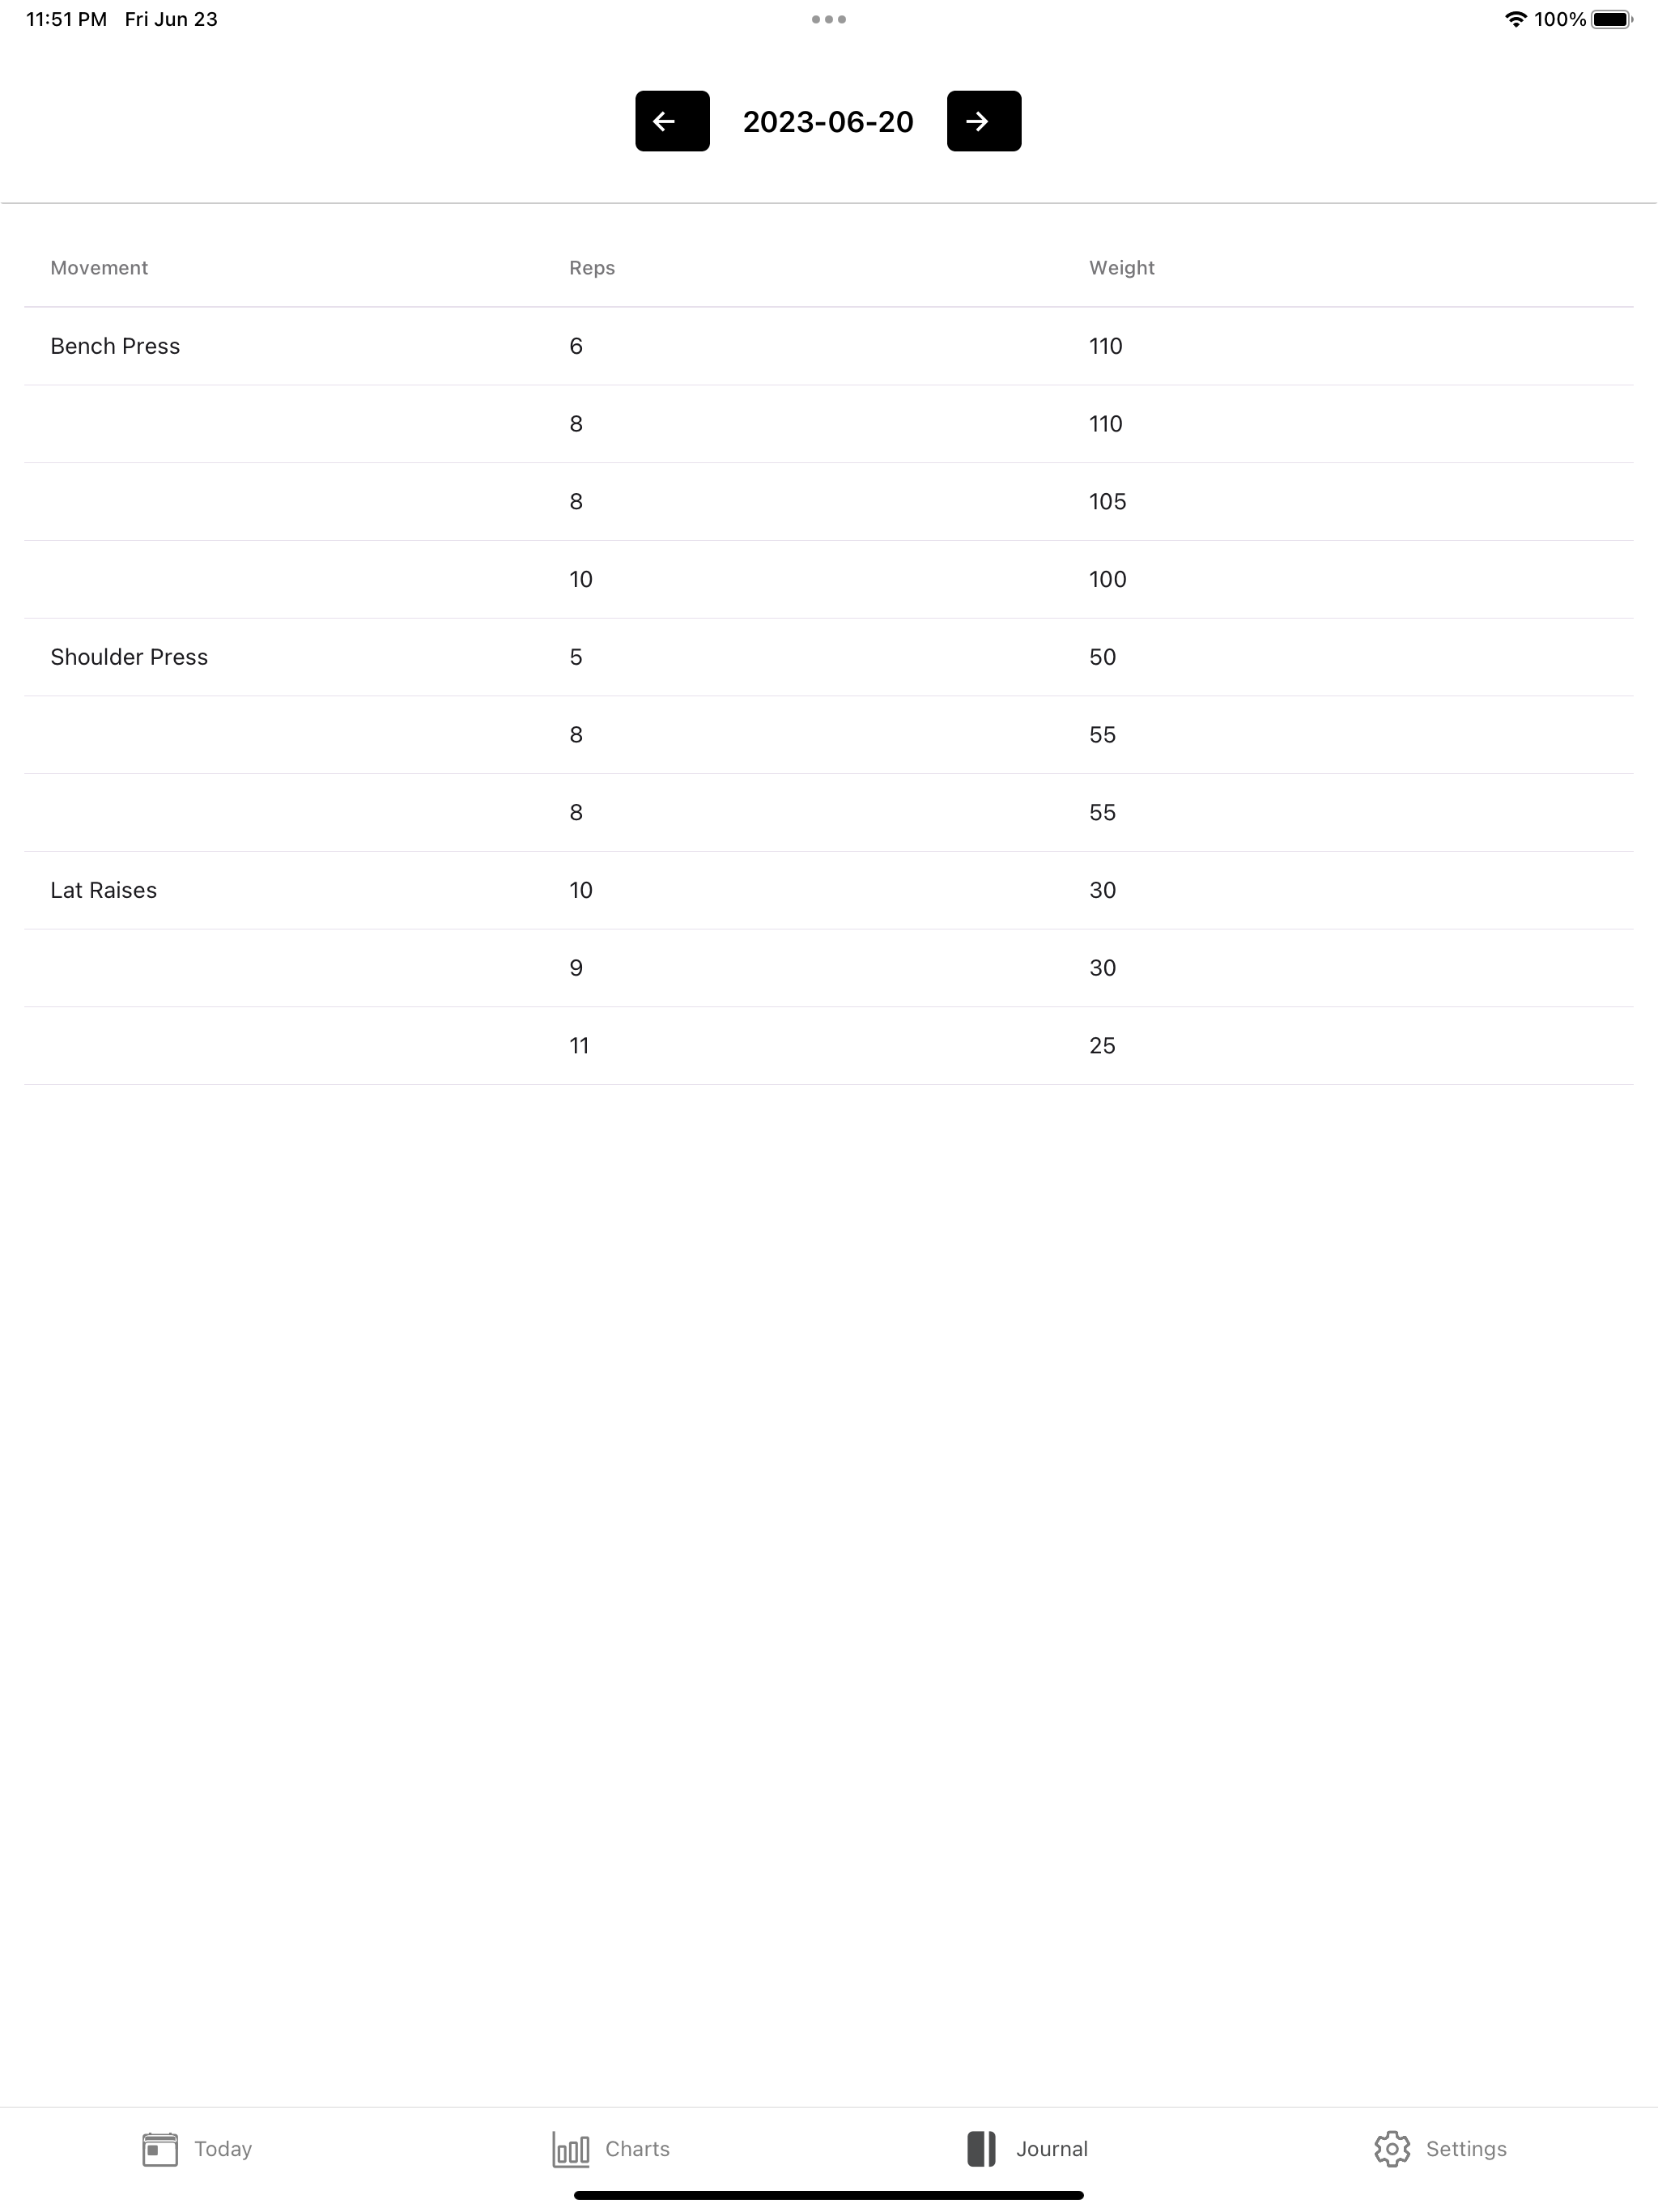 11:51 PM Fri Jun 23 100%
2023-06-20
Movement Reps Weight
Bench Press 6 110
8 110
8 105
10 100
Shoulder Press 5 50
8 55
8 55
Lat Raises 10 30
9 30
11 25
Today Charts Journal Settings